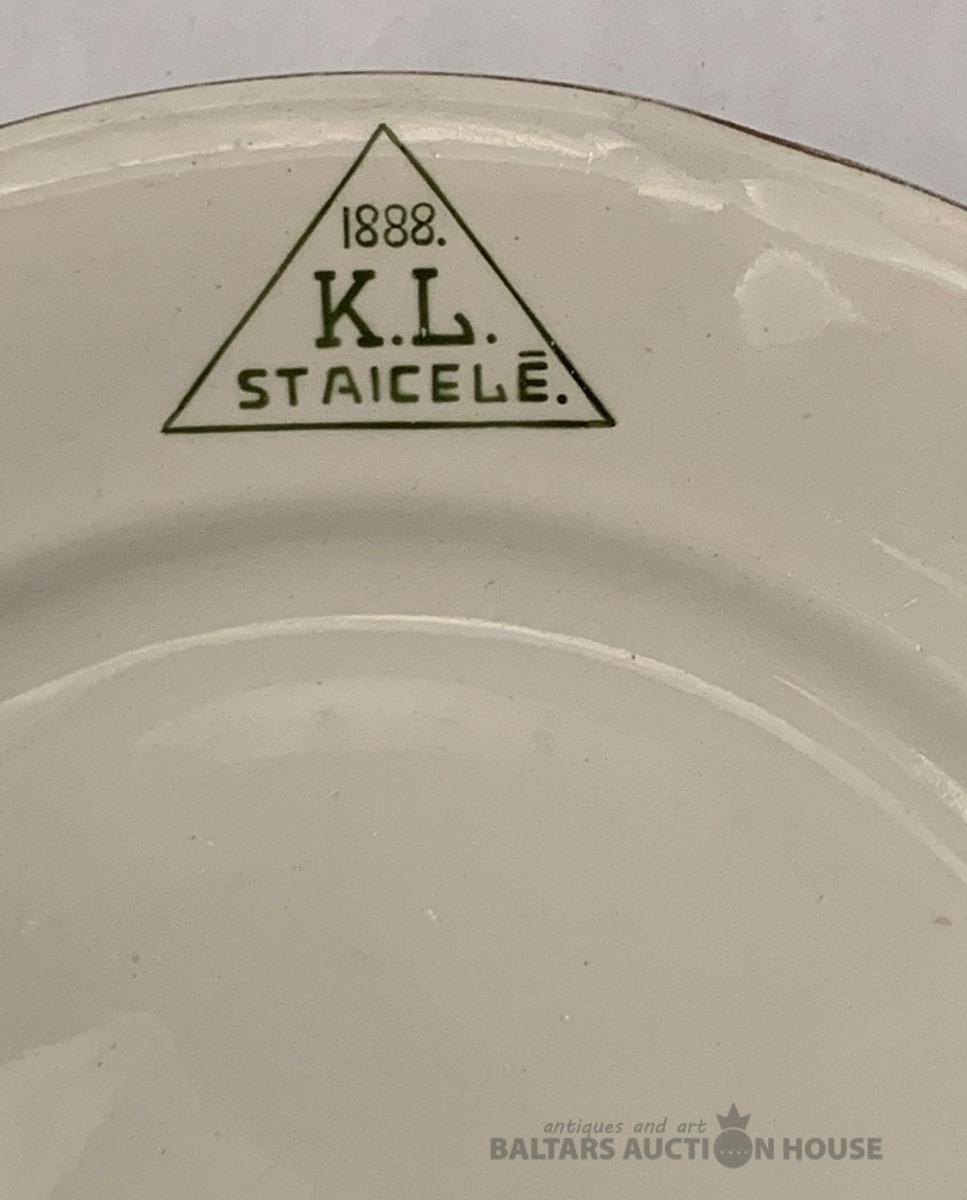 1888.
K.L.
STAICELĒ.
antiques and art
BALTARS AUCTION HOUSE